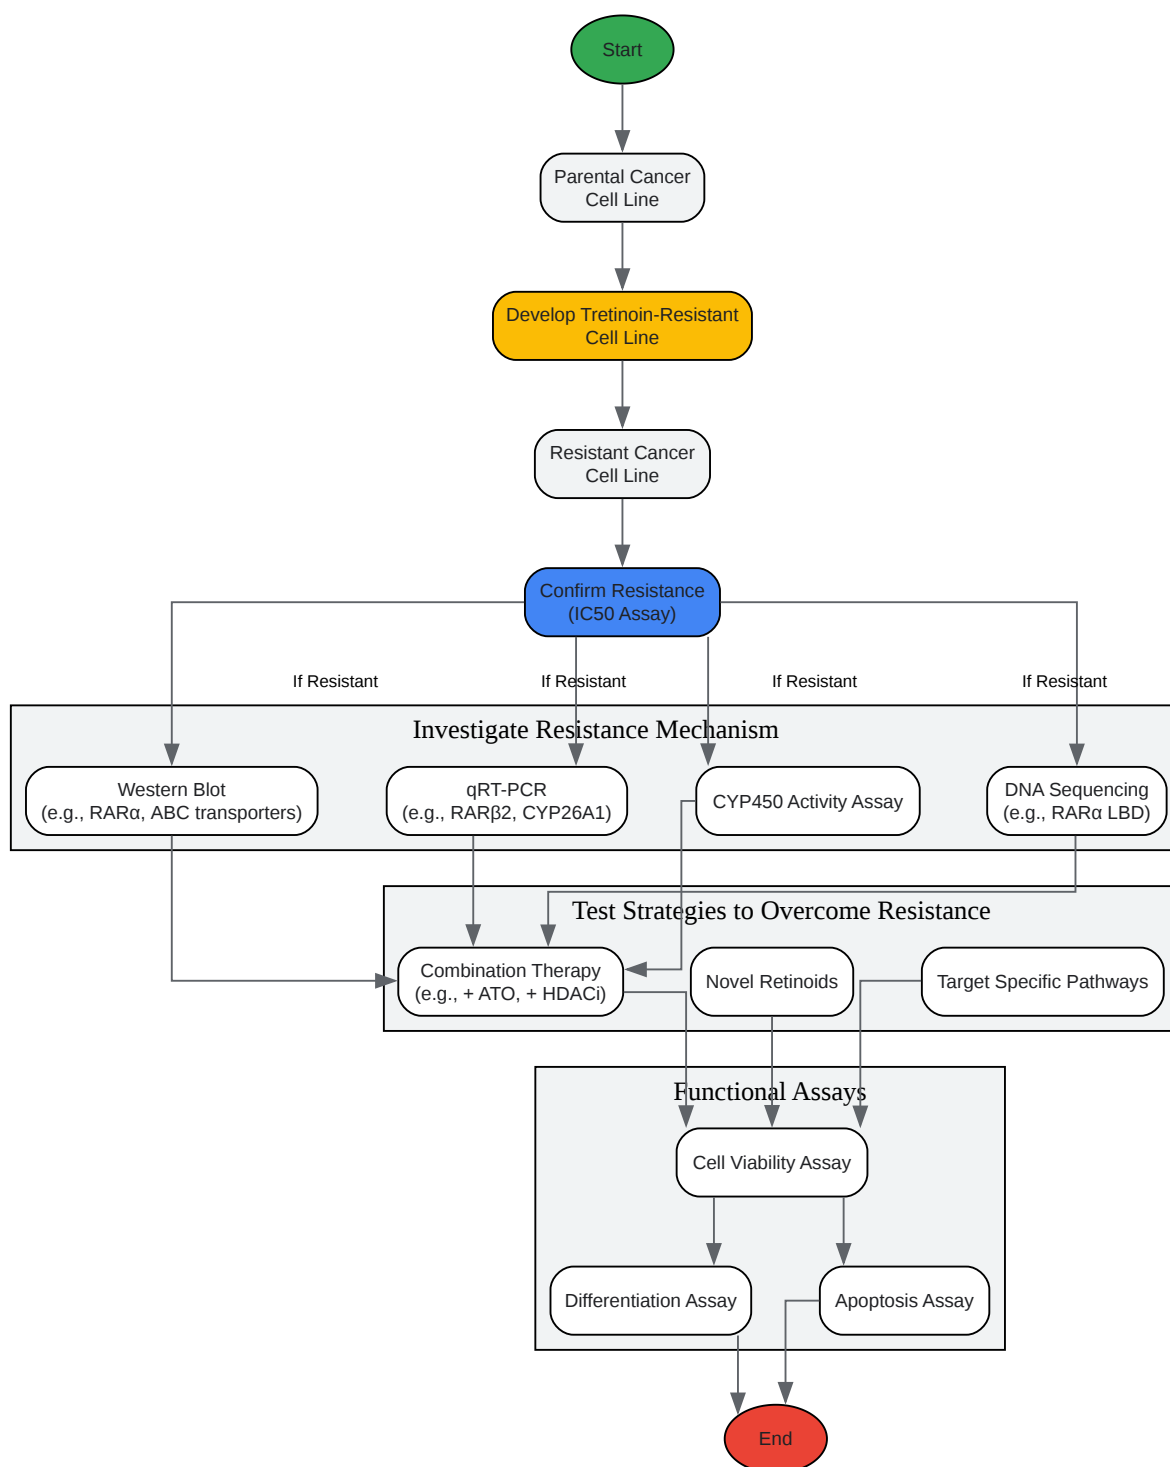 Start
Parental Cancer
Cell Line
Develop Tretinoin-Resistant
Cell Line
Resistant Cancer
Cell Line
Confirm Resistance
(IC50 Assay)
If Resistant
If Resistant
If Resistant
If Resistant
Investigate Resistance Mechanism
Western Blot
(e.g., RARα, ABC transporters)
qRT-PCR
(e.g., RARβ2, CYP26A1)
CYP450 Activity Assay
DNA Sequencing
(e.g., RARα LBD)
Test Strategies to Overcome Resistance
Combination Therapy
(e.g., + ATO, + HDACi)
Novel Retinoids
Target Specific Pathways
Functional Assays
Cell Viability Assay
Differentiation Assay
Apoptosis Assay
End